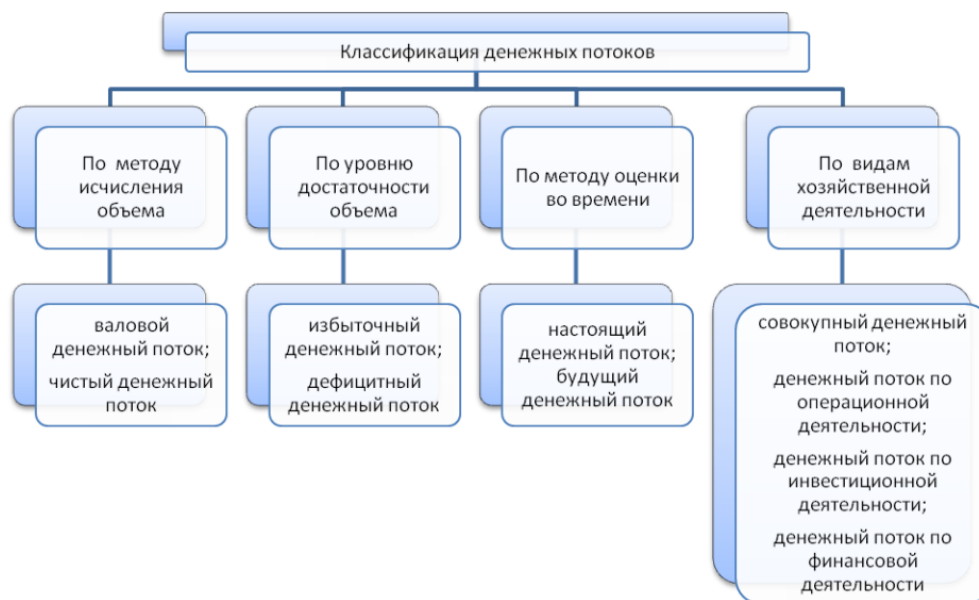 Классификация денежных потоков
По методу
исчисления
объема
По уровню
достаточности
объема
По методу оценки
во времени
По видам
хозяйственной
деятельности
валовой
денежный поток;
чистый денежный
поток
избыточный
денежный поток;
дефицитный
денежный поток
настоящий
денежный поток;
будущий
денежный поток
совокупный денежный
поток;
денежный поток по
операционной
деятельности;
денежный поток по
инвестиционной
деятельности;
денежный поток по
финансовой
деятельности